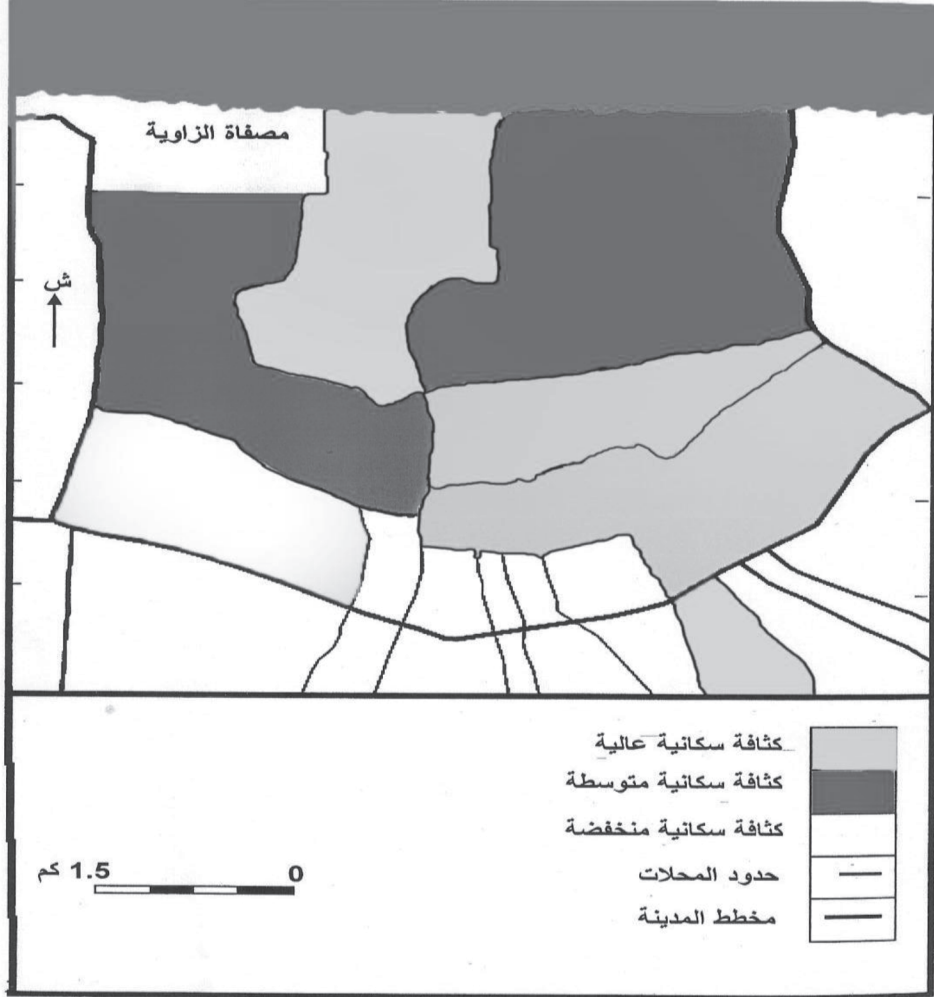 مصفاة الزاوية
ش
كثافة سكانية عالية
كثافة سكانية متوسطة
كثافة سكانية منخفضة
حدود المحلات
مخطط المدينة
0 1.5 كم